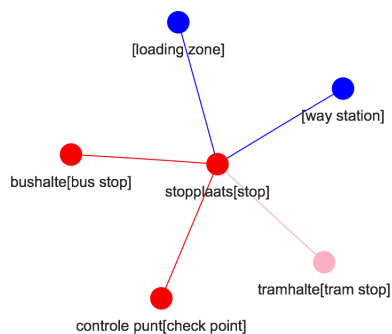 [loading zone]
[way station]
bushalte[bus stop]
stopplaats[stop]
tramhalte[tram stop]
controle punt[check point]